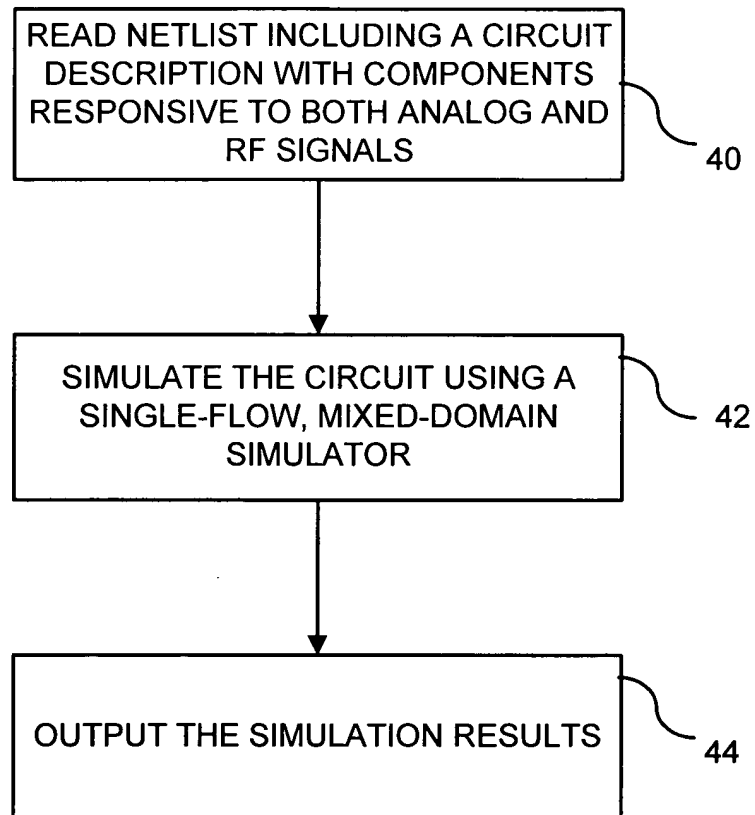 READ NETLIST INCLUDING A CIRCUIT
DESCRIPTION WITH COMPONENTS
RESPONSIVE TO BOTH ANALOG AND
RF SIGNALS
40
SIMULATE THE CIRCUIT USING A
SINGLE-FLOW, MIXED-DOMAIN
SIMULATOR
42
OUTPUT THE SIMULATION RESULTS
44